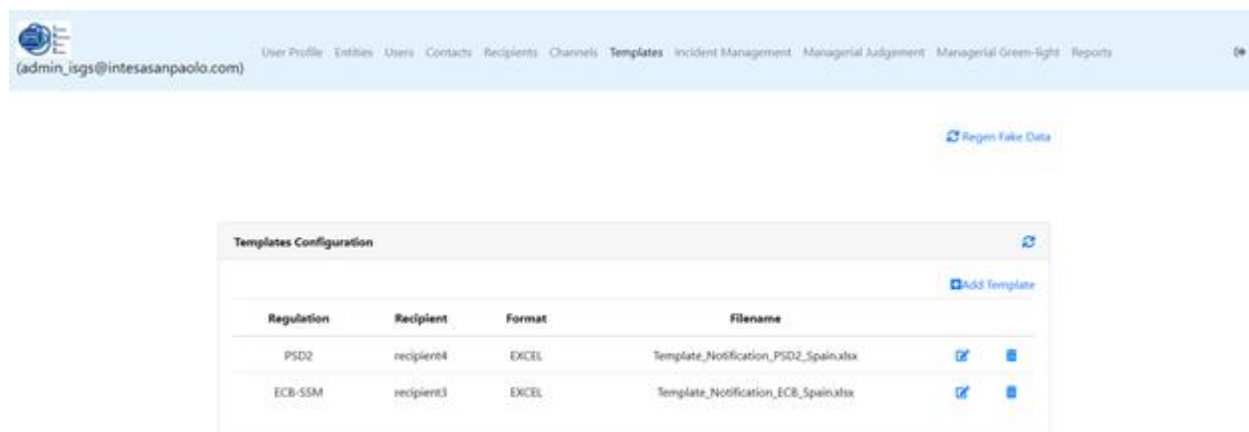 (admin_isgs@intesasanpaolo.com)
User Profile Entities Users Contacts Recipients Channels Templates Incident Management Managerial Judgement Managerial Green-light Reports
Regen Fake Data
Templates Configuration
Add Template
Regulation Recipient Format Filename
PSD2 recipient4 EXCEL Template_Notification_PSD2_Spain.xlsx
ECB-SSM recipient3 EXCEL Template_Notification_ECB_Spain.xlsx